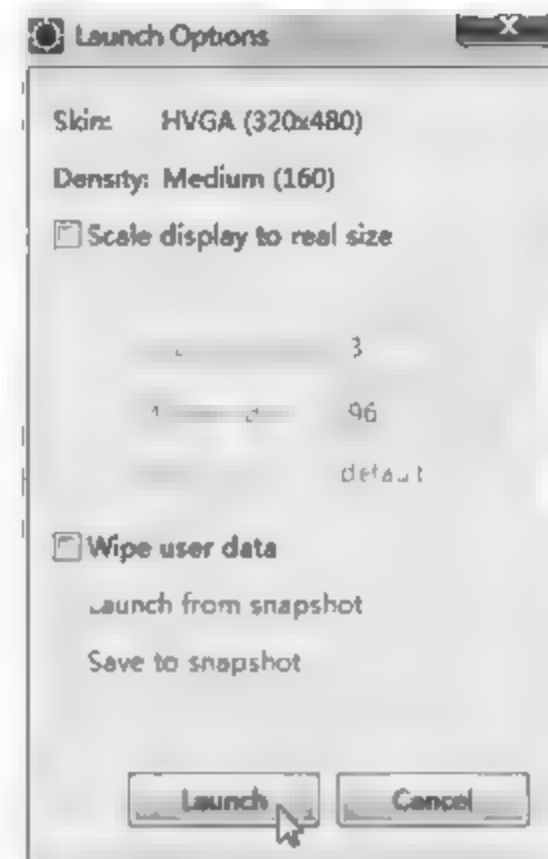 Launch Options
Skin: HVGA (320x480)
Density: Medium (160)
Scale display to real size
3
96
default
Wipe user data
Launch from snapshot
Save to snapshot
Launch Cancel